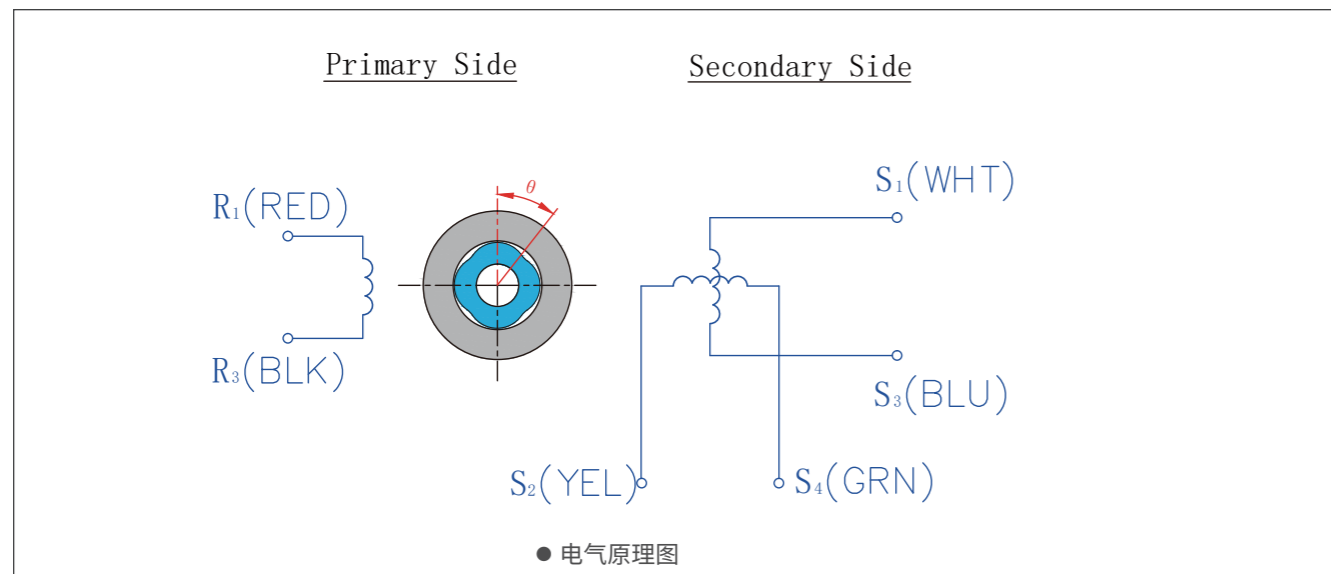 Primary Side
Secondary Side
θ
S₁(WHT)
R₁(RED)
R₃(BLK)
S₃(BLU)
S₂(YEL)
S₄(GRN)
● 电气原理图